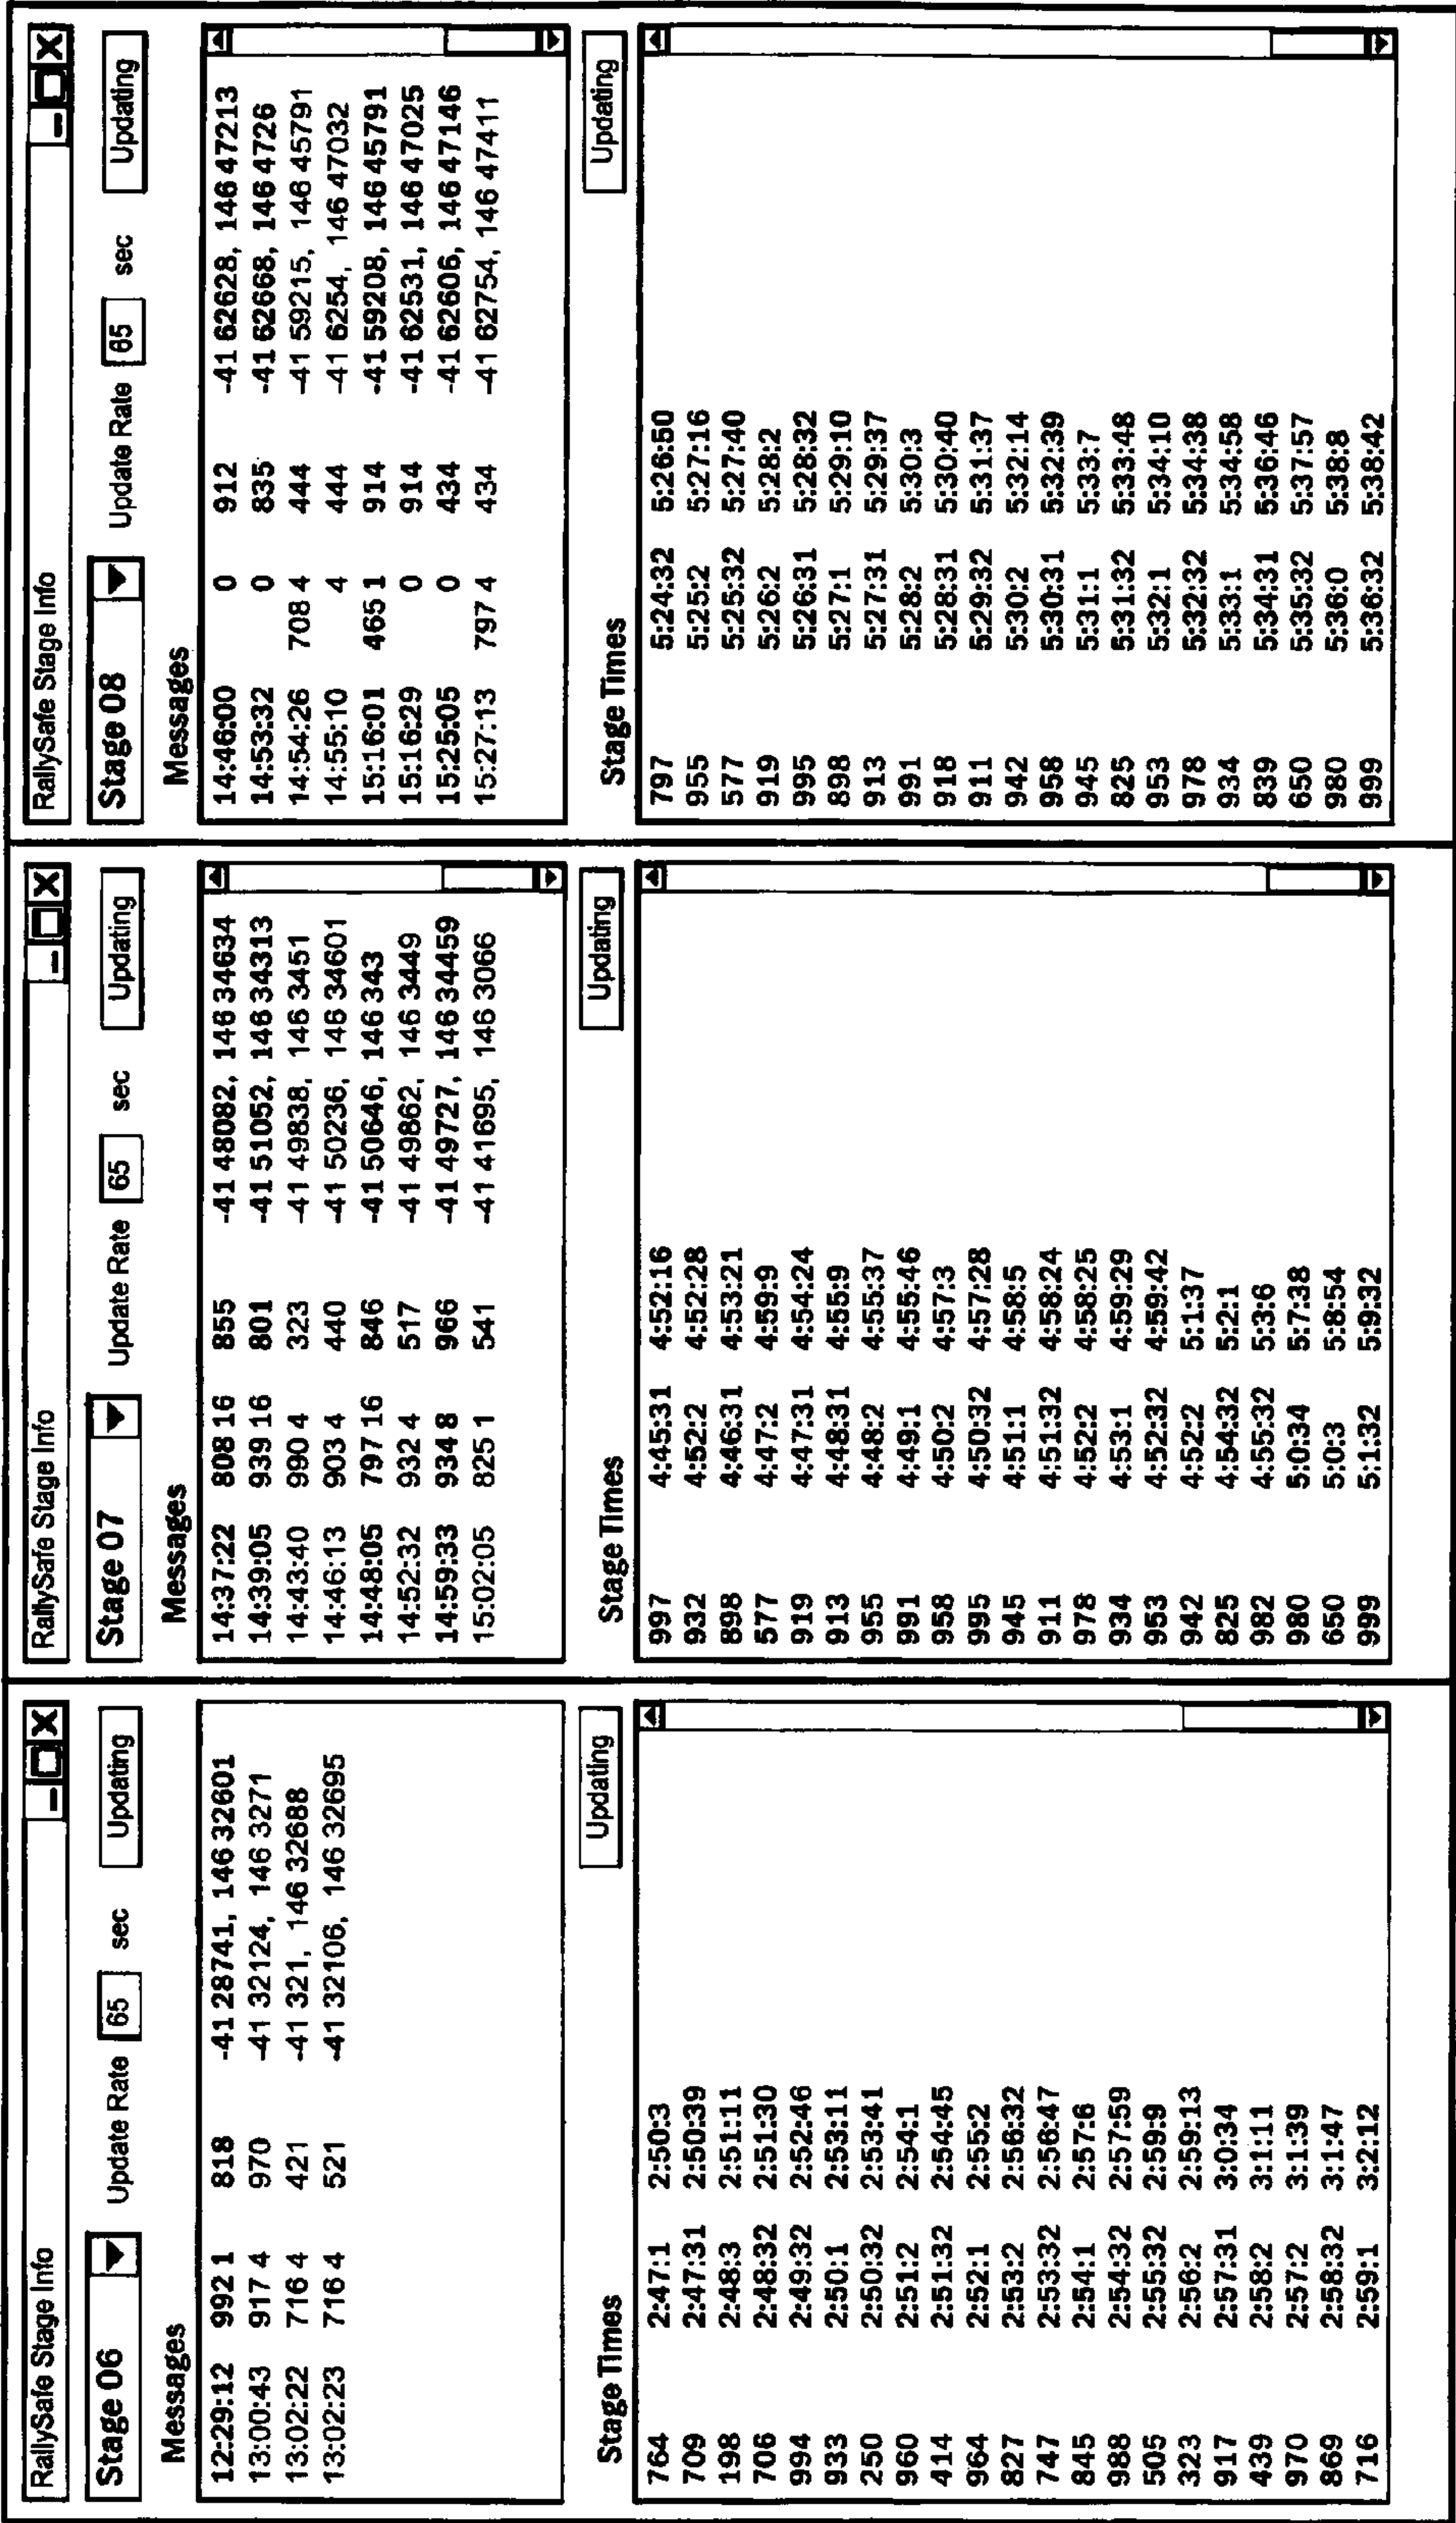 RallySafe Stage Info
Stage 06 Update Rate 65 sec Updating
Messages
12:29:12 992 1 818 -41 28741, 146 32601
13:00:43 917 4 970 -41 32124, 146 3271
13:02:22 716 4 421 -41 321, 146 32688
13:02:23 716 4 521 -41 32106, 146 32695
Updating
Stage Times
764 2:47:1 2:50:3
709 2:47:31 2:50:39
198 2:48:3 2:51:11
706 2:48:32 2:51:30
994 2:49:32 2:52:46
933 2:50:1 2:53:11
250 2:50:32 2:53:41
960 2:51:2 2:54:1
414 2:51:32 2:54:45
964 2:52:1 2:55:2
827 2:53:2 2:56:32
747 2:53:32 2:56:47
845 2:54:1 2:57:6
988 2:54:32 2:57:59
505 2:55:32 2:59:9
323 2:56:2 2:59:13
917 2:57:31 3:0:34
439 2:58:2 3:1:11
970 2:57:2 3:1:39
869 2:58:32 3:1:47
716 2:59:1 3:2:12
RallySafe Stage Info
Stage 07 Update Rate 65 sec Updating
Messages
14:37:22 808 16 855 -41 48082, 146 34634
14:39:05 939 16 801 -41 51052, 146 34313
14:43:40 990 4 323 -41 49838, 146 3451
14:46:13 903 4 440 -41 50236, 146 34601
14:48:05 797 16 846 -41 50646, 146 343
14:52:32 932 4 517 -41 49862, 146 3449
14:59:33 934 8 966 -41 49727, 146 34459
15:02:05 825 1 541 -41 41695, 146 3066
Updating
Stage Times
997 4:45:31 4:52:16
932 4:52:2 4:52:28
898 4:46:31 4:53:21
577 4:47:2 4:59:9
919 4:47:31 4:54:24
913 4:48:31 4:55:9
955 4:48:2 4:55:37
991 4:49:1 4:55:46
958 4:50:2 4:57:3
995 4:50:32 4:57:28
945 4:51:1 4:58:5
911 4:51:32 4:58:24
978 4:52:2 4:58:25
934 4:53:1 4:59:29
953 4:52:32 4:59:42
942 4:52:2 5:1:37
825 4:54:32 5:2:1
982 4:55:32 5:3:6
980 5:0:34 5:7:38
650 5:0:3 5:8:54
999 5:1:32 5:9:32
RallySafe Stage Info
Stage 08 Update Rate 65 sec Updating
Messages
14:46:00 0 912 -41 62628, 146 47213
14:53:32 0 835 -41 62668, 146 4726
14:54:26 708 4 444 -41 59215, 146 45791
14:55:10 4 444 -41 6254, 146 47032
15:16:01 465 1 914 -41 59208, 146 45791
15:16:29 0 914 -41 62531, 146 47025
15:25:05 0 434 -41 62606, 146 47146
15:27:13 797 4 434 -41 62754, 146 47411
Updating
Stage Times
797 5:24:32 5:26:50
955 5:25:2 5:27:16
577 5:25:32 5:27:40
919 5:26:2 5:28:2
995 5:26:31 5:28:32
898 5:27:1 5:29:10
913 5:27:31 5:29:37
991 5:28:2 5:30:3
918 5:28:31 5:30:40
911 5:29:32 5:31:37
942 5:30:2 5:32:14
958 5:30:31 5:32:39
945 5:31:1 5:33:7
825 5:31:32 5:33:48
953 5:32:1 5:34:10
978 5:32:32 5:34:38
934 5:33:1 5:34:58
839 5:34:31 5:36:46
650 5:35:32 5:37:57
980 5:36:0 5:38:8
999 5:36:32 5:38:42